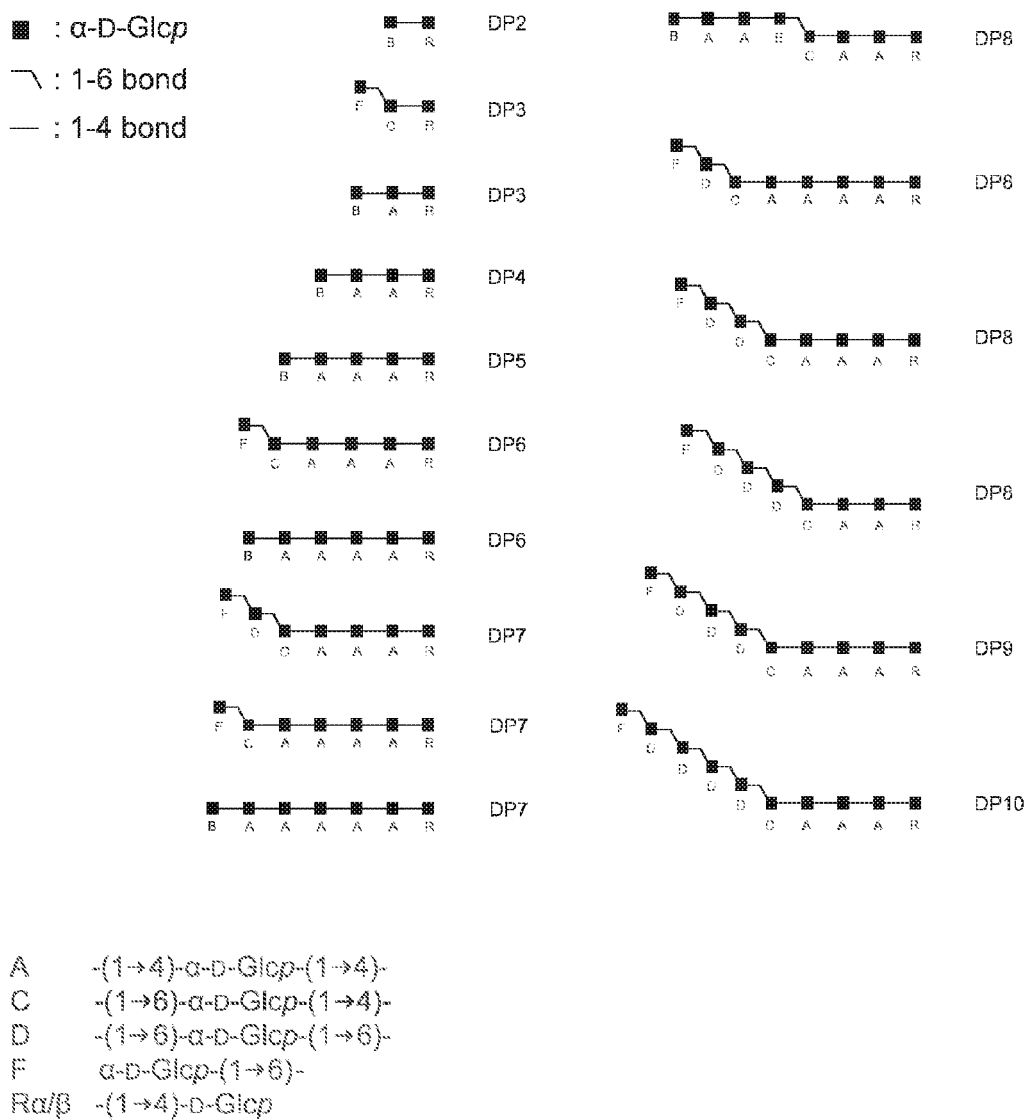 : α-D-Glcp
: 1-6 bond
: 1-4 bond
B R DP2
F
C R DP3
B A R DP3
B A A R DP4
B A A A R DP5
F
C A A A R DP6
B A A A A R DP6
F
D
C A A A R DP7
F
C A A A A R DP7
B A A A A A R DP7
B A A E
C A A R DP8
F
D
C A A A A R DP8
F
D
D
C A A A R DP8
F
D
D
D
C A A R DP8
F
D
D
D
C A A A R DP9
F
D
D
D
D
C A A A R DP10
A -(1→4)-α-D-Glcp-(1→4)-
C -(1→6)-α-D-Glcp-(1→4)-
D -(1→6)-α-D-Glcp-(1→6)-
F α-D-Glcp-(1→6)-
Rα/β -(1→4)-D-Glcp